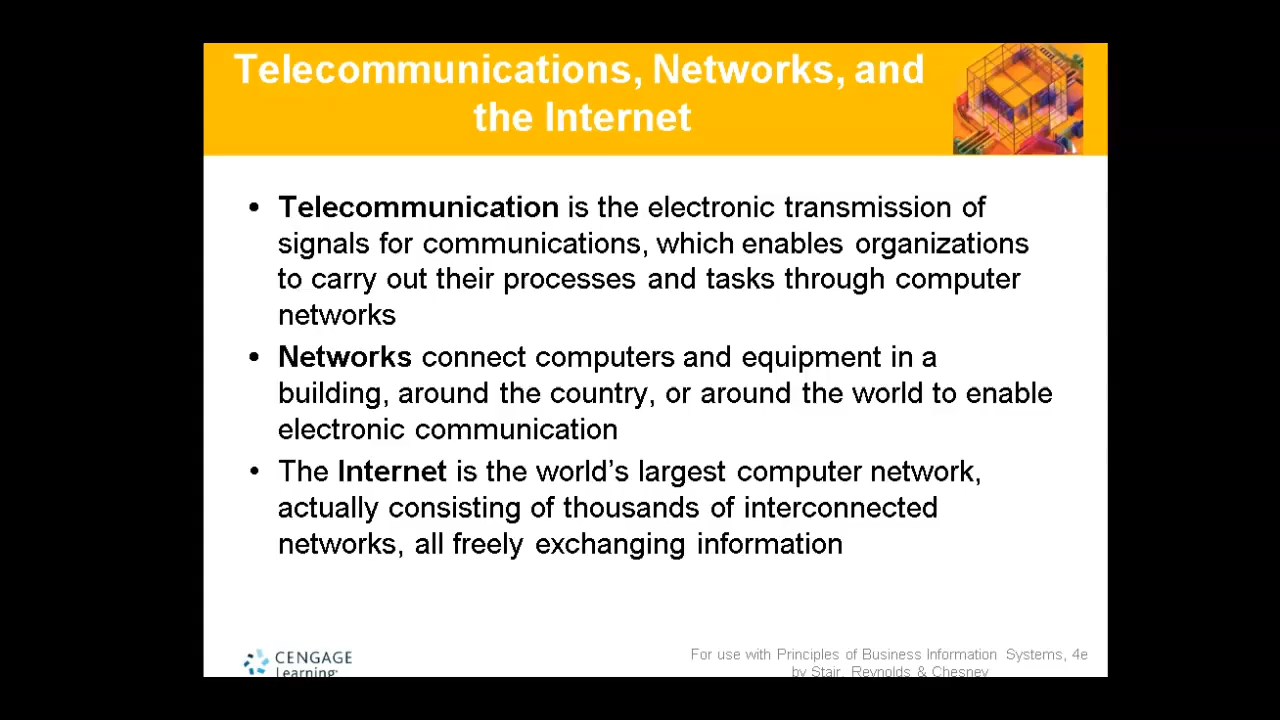 Telecommunications, Networks, and
the Internet
• Telecommunication is the electronic transmission of
signals for communications, which enables organizations
to carry out their processes and tasks through computer
networks
• Networks connect computers and equipment in a
building, around the country, or around the world to enable
electronic communication
• The Internet is the world's largest computer network,
actually consisting of thousands of interconnected
networks, all freely exchanging information
CENGAGE
Learning
For use with Principles of Business Information Systems, 4e
by Stair, Reynolds & Chesney